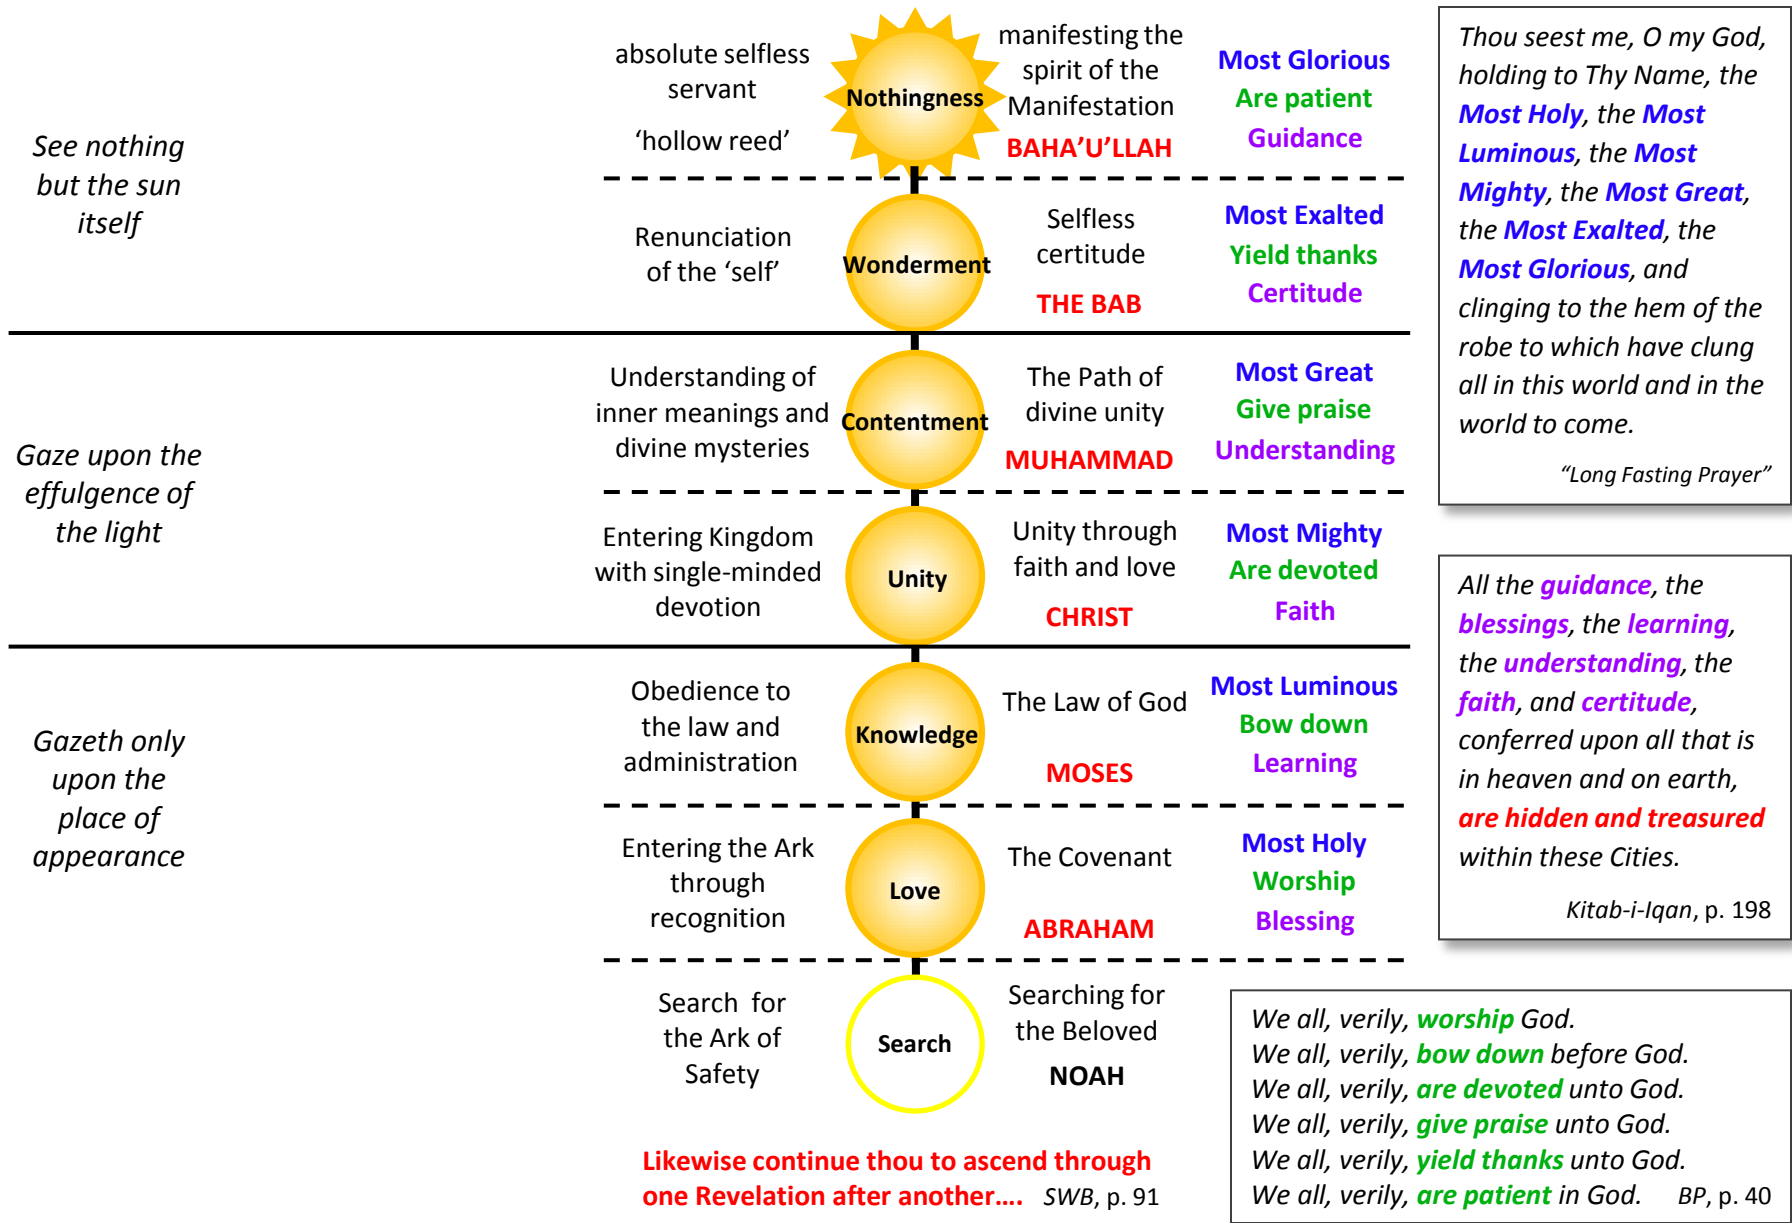 See nothing
but the sun
itself
absolute selfless
servant
‘hollow reed’
Nothingness
manifesting the
spirit of the
Manifestation
BAHA’U’LLAH
Most Glorious
Are patient
Guidance
Renunciation
of the ‘self’
Wonderment
Selfless
certitude
THE BAB
Most Exalted
Yield thanks
Certitude
Gaze upon the
effulgence of
the light
Understanding of
inner meanings and
divine mysteries
Contentment
The Path of
divine unity
MUHAMMAD
Most Great
Give praise
Understanding
Entering Kingdom
with single-minded
devotion
Unity
Unity through
faith and love
CHRIST
Most Mighty
Are devoted
Faith
Gazeth only
upon the
place of
appearance
Obedience to
the law and
administration
Knowledge
The Law of God
MOSES
Most Luminous
Bow down
Learning
Entering the Ark
through
recognition
Love
The Covenant
ABRAHAM
Most Holy
Worship
Blessing
Search for
the Ark of
Safety
Search
Searching for
the Beloved
NOAH
Likewise continue thou to ascend through
one Revelation after another…. SWB, p. 91
Thou seest me, O my God,
holding to Thy Name, the
Most Holy, the Most
Luminous, the Most
Mighty, the Most Great,
the Most Exalted, the
Most Glorious, and
clinging to the hem of the
robe to which have clung
all in this world and in the
world to come.
“Long Fasting Prayer”
All the guidance, the
blessings, the learning,
the understanding, the
faith, and certitude,
conferred upon all that is
in heaven and on earth,
are hidden and treasured
within these Cities.
Kitab-i-Iqan, p. 198
We all, verily, worship God.
We all, verily, bow down before God.
We all, verily, are devoted unto God.
We all, verily, give praise unto God.
We all, verily, yield thanks unto God.
We all, verily, are patient in God. BP, p. 40